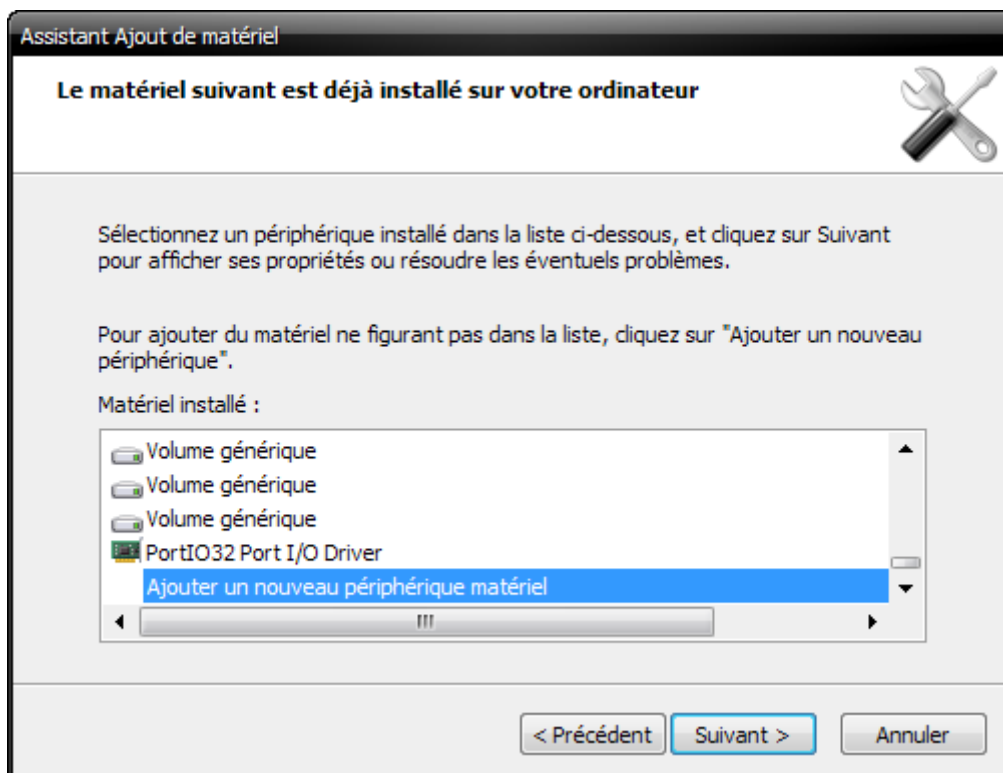 Assistant Ajout de matériel
Le matériel suivant est déjà installé sur votre ordinateur
Sélectionnez un périphérique installé dans la liste ci-dessous, et cliquez sur Suivant
pour afficher ses propriétés ou résoudre les éventuels problèmes.
Pour ajouter du matériel ne figurant pas dans la liste, cliquez sur "Ajouter un nouveau
périphérique".
Matériel installé :
Volume générique
Volume générique
Volume générique
PortIO32 Port I/O Driver
Ajouter un nouveau périphérique matériel
< Précédent Suivant > Annuler